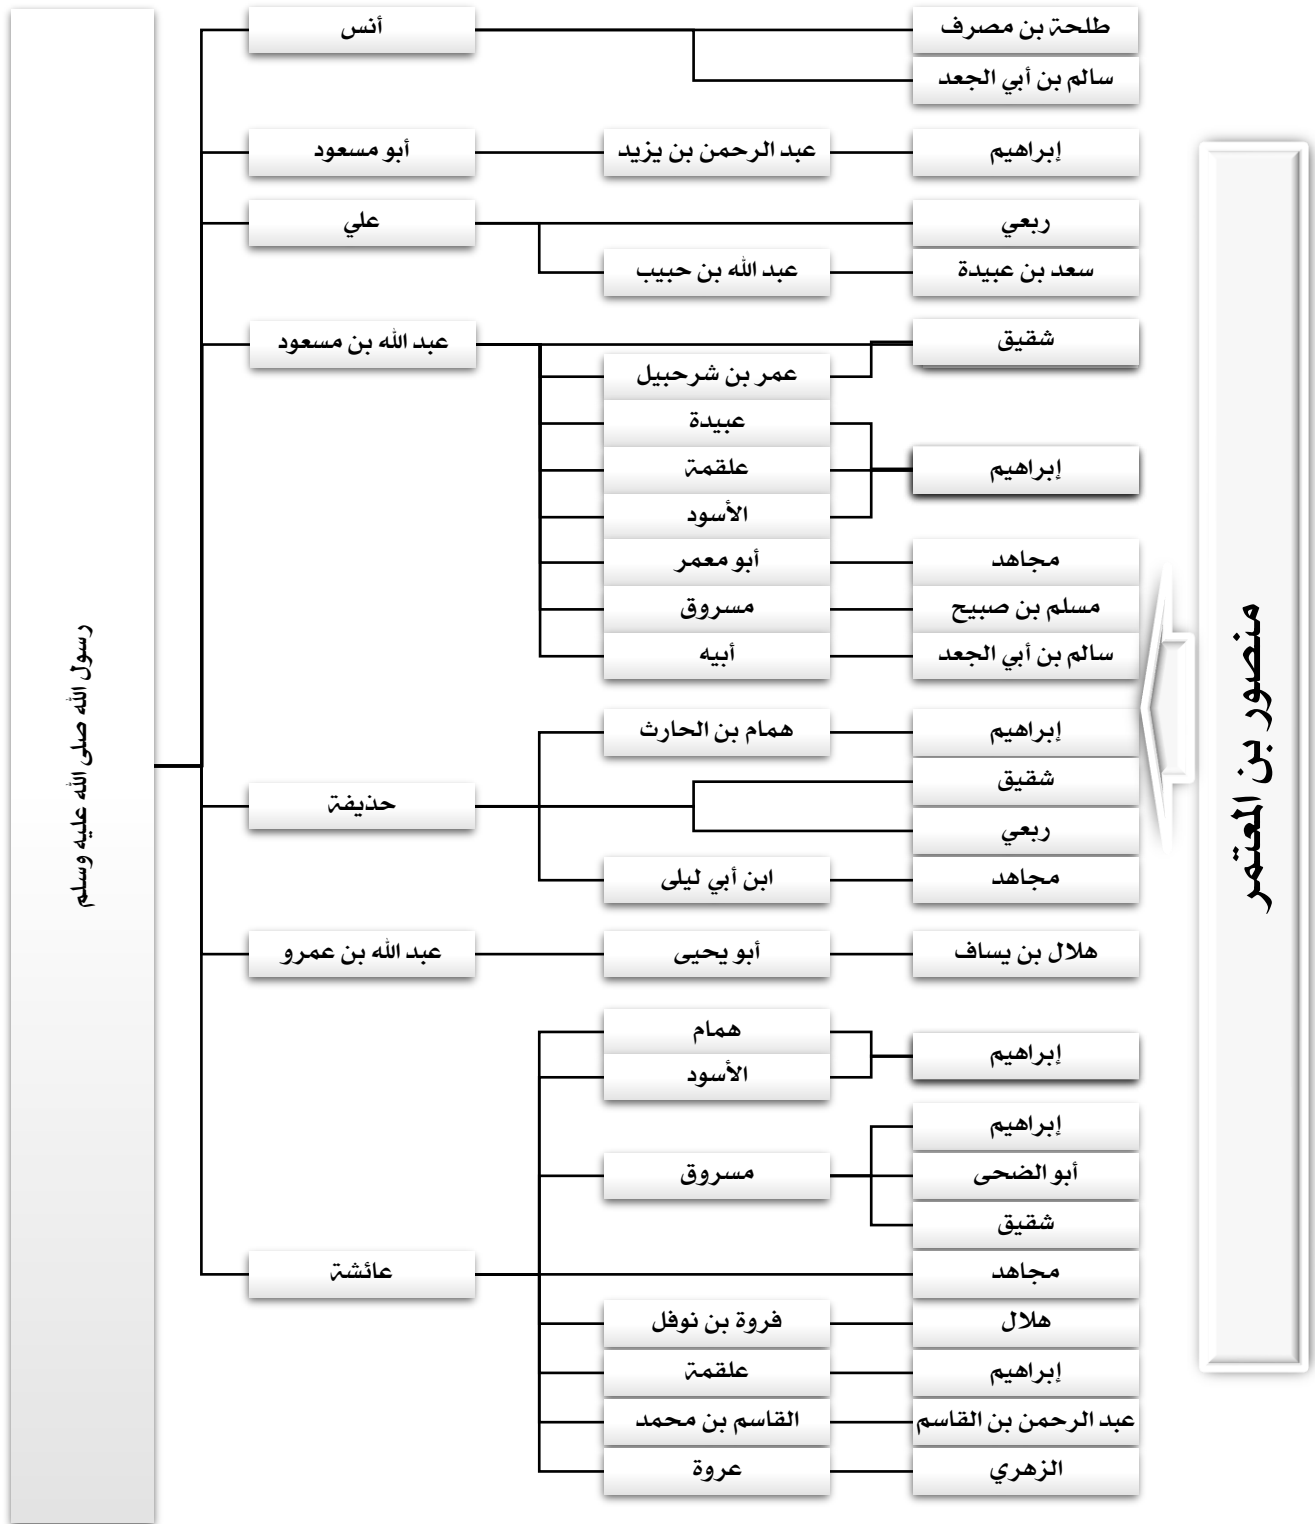 منصور بن المعتمر
طلحة بن مصرف
أنس
سالم بن أبي الجعد
إبراهيم
عبد الرحمن بن يزيد
أبو مسعود
ربعي
علي
سعد بن عبيدة
عبد الله بن حبيب
شقيق
عبد الله بن مسعود
عمر بن شرحبيل
عبيدة
إبراهيم
علقمة
الأسود
مجاهد
أبو معمر
مسلم بن صبيح
مسروق
سالم بن أبي الجعد
أبيه
إبراهيم
همام بن الحارث
شقيق
حذيفة
ربعي
مجاهد
ابن أبي ليلى
هلال بن يساف
أبو يحيى
عبد الله بن عمرو
همام
إبراهيم
الأسود
إبراهيم
أبو الضحى
مسروق
شقيق
مجاهد
عائشة
هلال
فروة بن نوفل
إبراهيم
علقمة
عبد الرحمن بن القاسم
القاسم بن محمد
الزهري
عروة
رسول الله صلى الله عليه وسلم